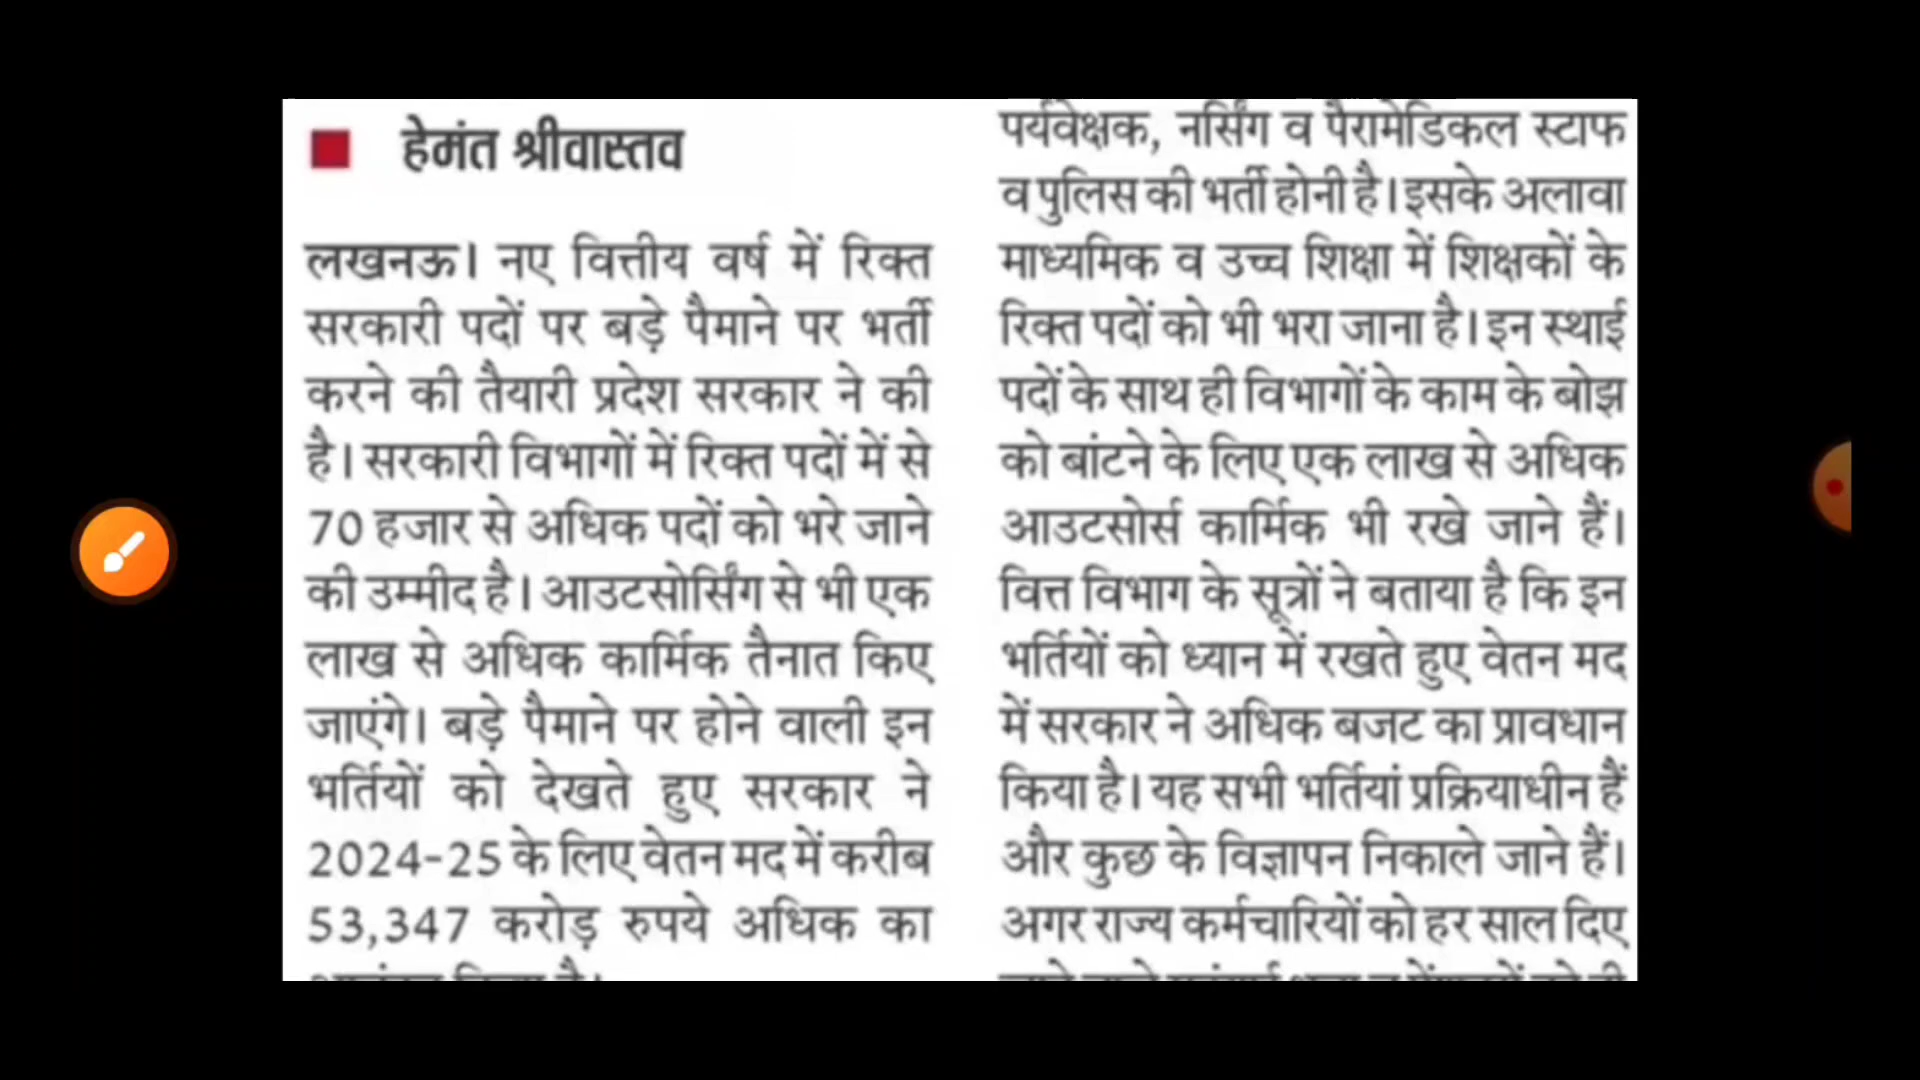 हेमंत श्रीवास्तव
लखनऊ। नए वित्तीय वर्ष में रिक्त
सरकारी पदों पर बड़े पैमाने पर भर्ती
करने की तैयारी प्रदेश सरकार ने की
है। सरकारी विभागों में रिक्त पदों में से
70 हजार से अधिक पदों को भरे जाने
की उम्मीद है। आउटसोर्सिंग से भी एक
लाख से अधिक कार्मिक तैनात किए
जाएंगे। बड़े पैमाने पर होने वाली इन
भर्तियों को देखते हुए सरकार ने
2024-25 के लिए वेतन मद में करीब
53,347 करोड़ रुपये अधिक का
पर्यवेक्षक, नर्सिंग व पैरामेडिकल स्टाफ
व पुलिस की भर्ती होनी है। इसके अलावा
माध्यमिक व उच्च शिक्षा में शिक्षकों के
रिक्त पदों को भी भरा जाना है। इन स्थाई
पदों के साथ ही विभागों के काम के बोझ
को बांटने के लिए एक लाख से अधिक
आउटसोर्स कार्मिक भी रखे जाने हैं।
वित्त विभाग के सूत्रों ने बताया है कि इन
भर्तियों को ध्यान में रखते हुए वेतन मद
में सरकार ने अधिक बजट का प्रावधान
किया है। यह सभी भर्तियां प्रक्रियाधीन हैं
और कुछ के विज्ञापन निकाले जाने हैं।
अगर राज्य कर्मचारियों को हर साल दिए